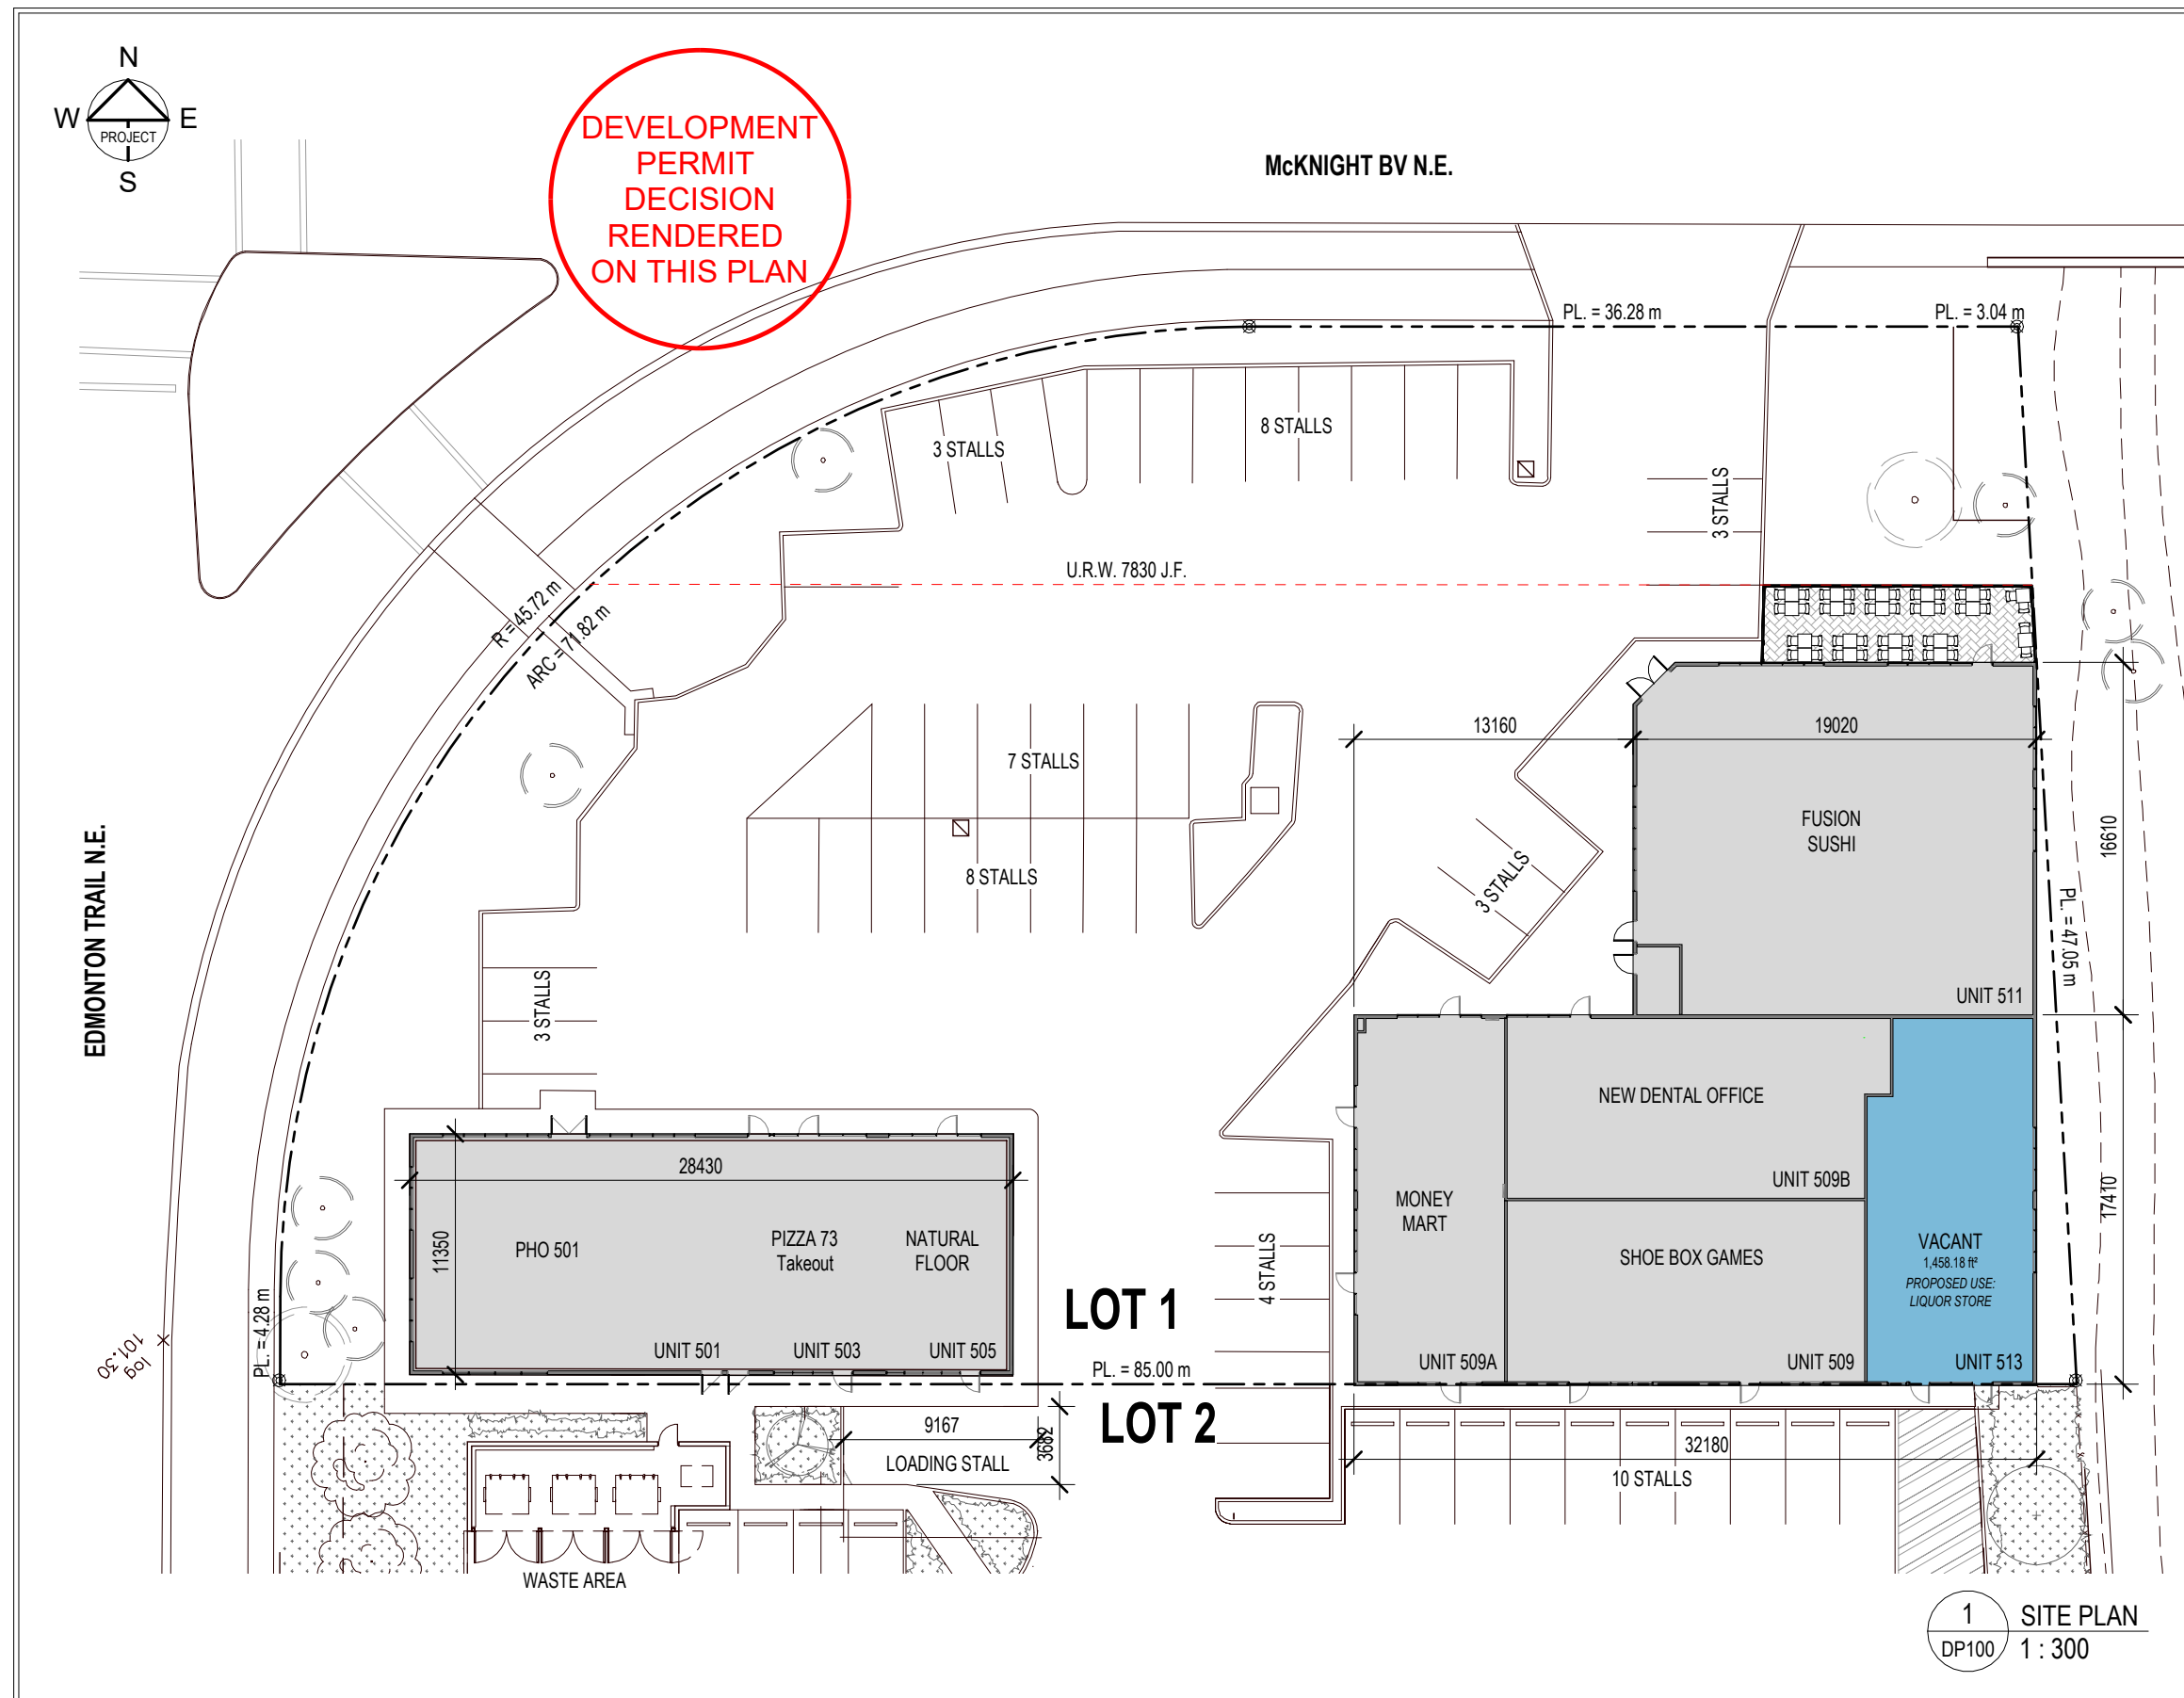 N
W
E
PROJECT
S
DEVELOPMENT
PERMIT
DECISION
RENDERED
ON THIS PLAN
McKNIGHT BV N.E.
PL. = 36.28 m
PL. = 3.04 m
3 STALLS
8 STALLS
3 STALLS
U.R.W. 7830 J.F.
R = 45.72 m
ARC = 71.82 m
13160
19020
7 STALLS
8 STALLS
3 STALLS
FUSION
SUSHI
16610
PL. = 47.05 m
UNIT 511
EDMONTON TRAIL N.E.
3 STALLS
28430
11350
PHO 501
PIZZA 73
Takeout
NATURAL
FLOOR
UNIT 501
UNIT 503
UNIT 505
PL. = 4.28 m
log
101.30
LOT 1
PL. = 85.00 m
LOT 2
4 STALLS
MONEY
MART
UNIT 509A
NEW DENTAL OFFICE
UNIT 509B
SHOE BOX GAMES
UNIT 509
VACANT
1,458.18 ft²
PROPOSED USE:
LIQUOR STORE
UNIT 513
17410
9167
3682
LOADING STALL
32180
10 STALLS
WASTE AREA
1
DP100
SITE PLAN
1 : 300